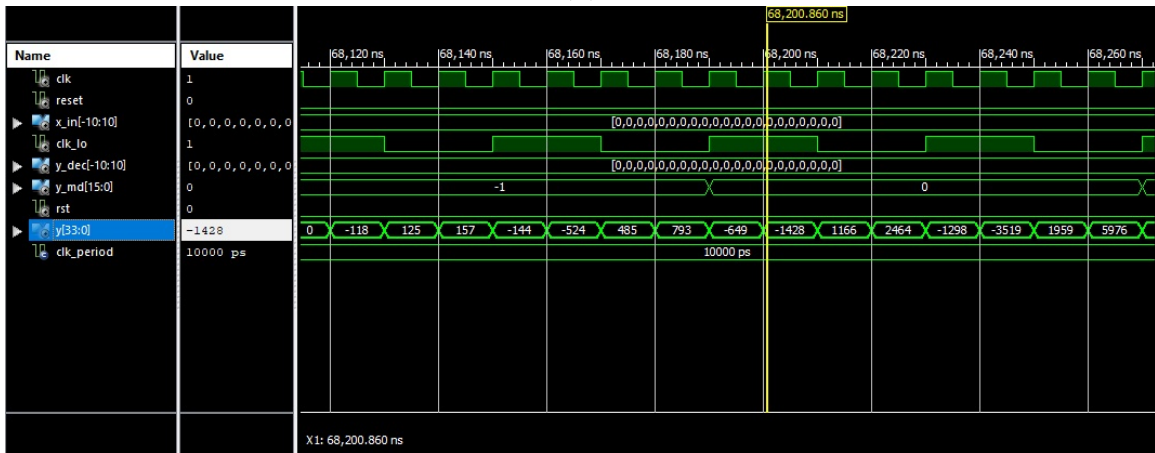 68,200.860 ns
Name Value 68,120 ns 68,140 ns 68,160 ns 68,180 ns 68,200 ns 68,220 ns 68,240 ns 68,260 ns
clk 1
reset 0
x_in[-10:10] [0,0,0,0,0,0,0 [0,0,0,0,0,0,0,0,0,0,0,0,0,0,0,0,0,0,0,0,0]
clk_lo 1
y_dec[-10:10] [0,0,0,0,0,0,0 [0,0,0,0,0,0,0,0,0,0,0,0,0,0,0,0,0,0,0,0,0]
y_md[15:0] 0 -1 0
rst 0
y[33:0] -1428 0 -118 125 157 -144 -524 485 793 -649 -1428 1166 2464 -1298 -3519 1959 5976
clk_period 10000 ps 10000 ps
X1: 68,200.860 ns